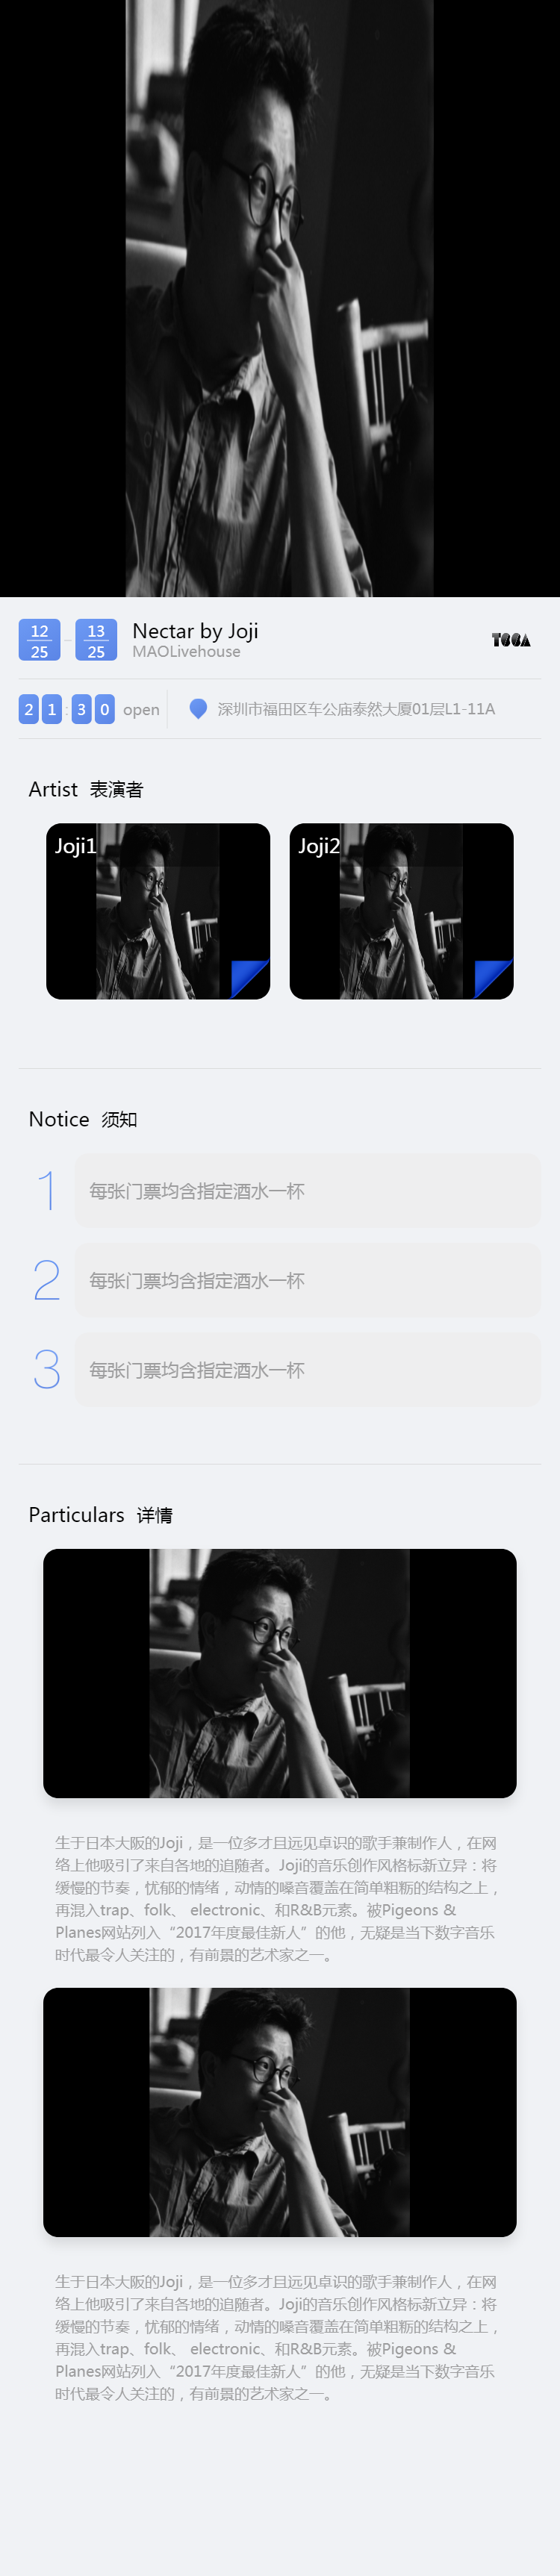 12 – 13
25 25
Nectar by Joji
MAOLivehouse
TCCA
21:30 open
深圳市福田区车公庙泰然大厦01层L1-11A
Artist 表演者
Joji1
Joji2
Notice 须知
1 每张门票均含指定酒水一杯
2 每张门票均含指定酒水一杯
3 每张门票均含指定酒水一杯
Particulars 详情
生于日本大阪的Joji，是一位多才且远见卓识的歌手兼制作人，在网
络上他吸引了来自各地的追随者。Joji的音乐创作风格标新立异：将
缓慢的节奏，忧郁的情绪，动情的嗓音覆盖在简单粗粝的结构之上，
再混入trap、folk、 electronic、和R&B元素。被Pigeons &
Planes网站列入“2017年度最佳新人”的他，无疑是当下数字音乐
时代最令人关注的，有前景的艺术家之一。
生于日本大阪的Joji，是一位多才且远见卓识的歌手兼制作人，在网
络上他吸引了来自各地的追随者。Joji的音乐创作风格标新立异：将
缓慢的节奏，忧郁的情绪，动情的嗓音覆盖在简单粗粝的结构之上，
再混入trap、folk、 electronic、和R&B元素。被Pigeons &
Planes网站列入“2017年度最佳新人”的他，无疑是当下数字音乐
时代最令人关注的，有前景的艺术家之一。